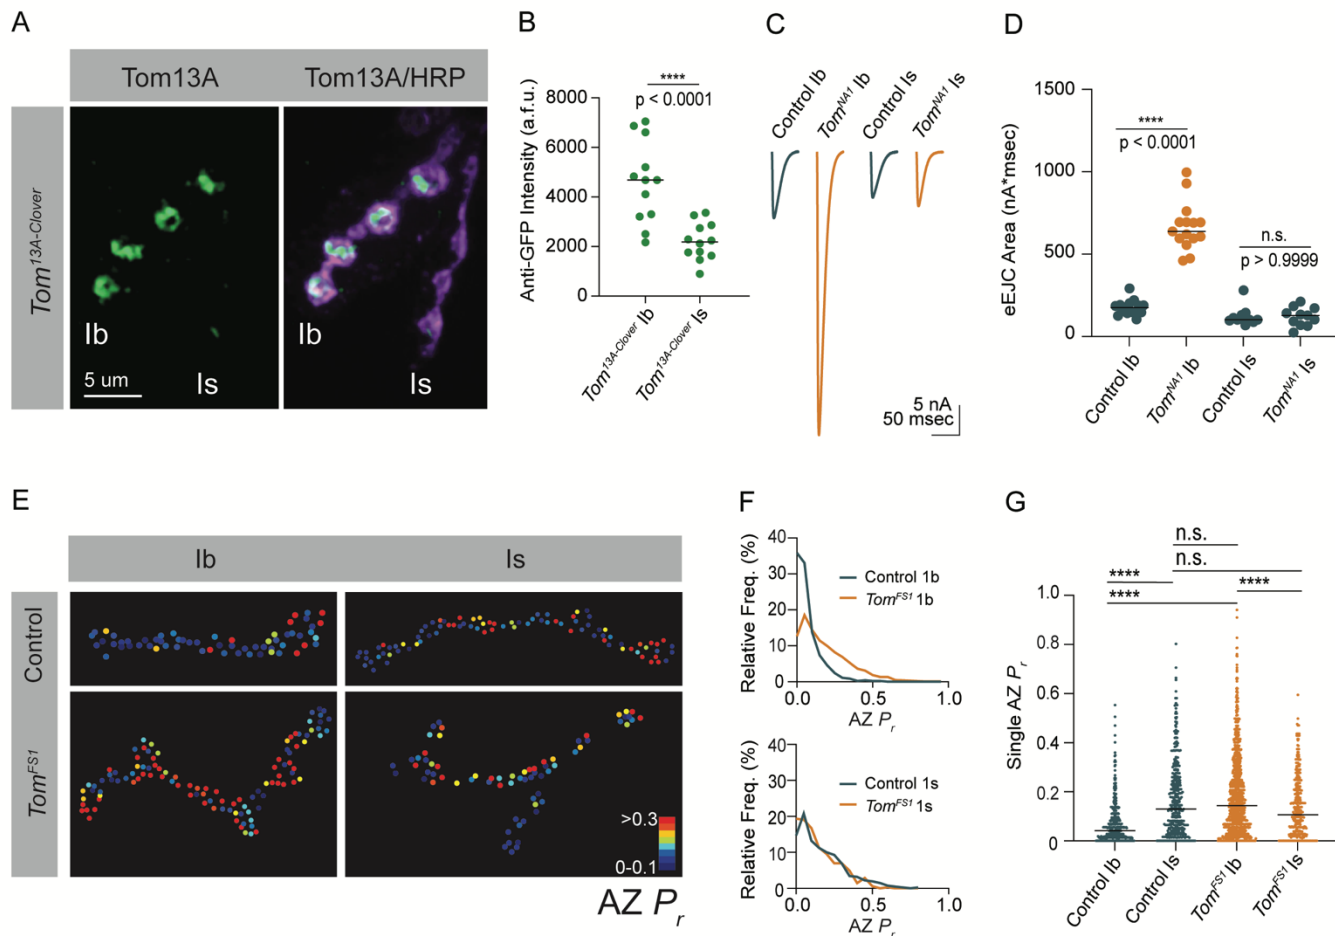 A
Tom13A
Tom13A/HRP
Tom13A-Clover
Ib
Is
Is
Ib
5 um
B
****
p < 0.0001
Anti-GFP Intensity (a.f.u.)
8000
6000
4000
2000
0
Tom13A-Clover Ib
Tom13A-Clover Is
C
Control Ib
TomNA1 Ib
Control Is
TomNA1 Is
5 nA
50 msec
D
eEJC Area (nA*msec)
1500
1000
500
0
****
p < 0.0001
n.s.
p > 0.9999
Control Ib
TomNA1 Ib
Control Is
TomNA1 Is
E
Ib
Is
Control
TomFS1
>0.3
0-0.1
AZ Pr
F
Relative Freq. (%)
40
30
20
10
0
Control 1b
TomFS1 1b
0.0
0.5
1.0
AZ Pr
Relative Freq. (%)
40
30
20
10
0
Control 1s
TomFS1 1s
0.0
0.5
1.0
AZ Pr
G
n.s.
n.s.
****
****
****
Single AZ Pr
1.0
0.8
0.6
0.4
0.2
0
Control Ib
Control Is
TomFS1 Ib
TomFS1 Is